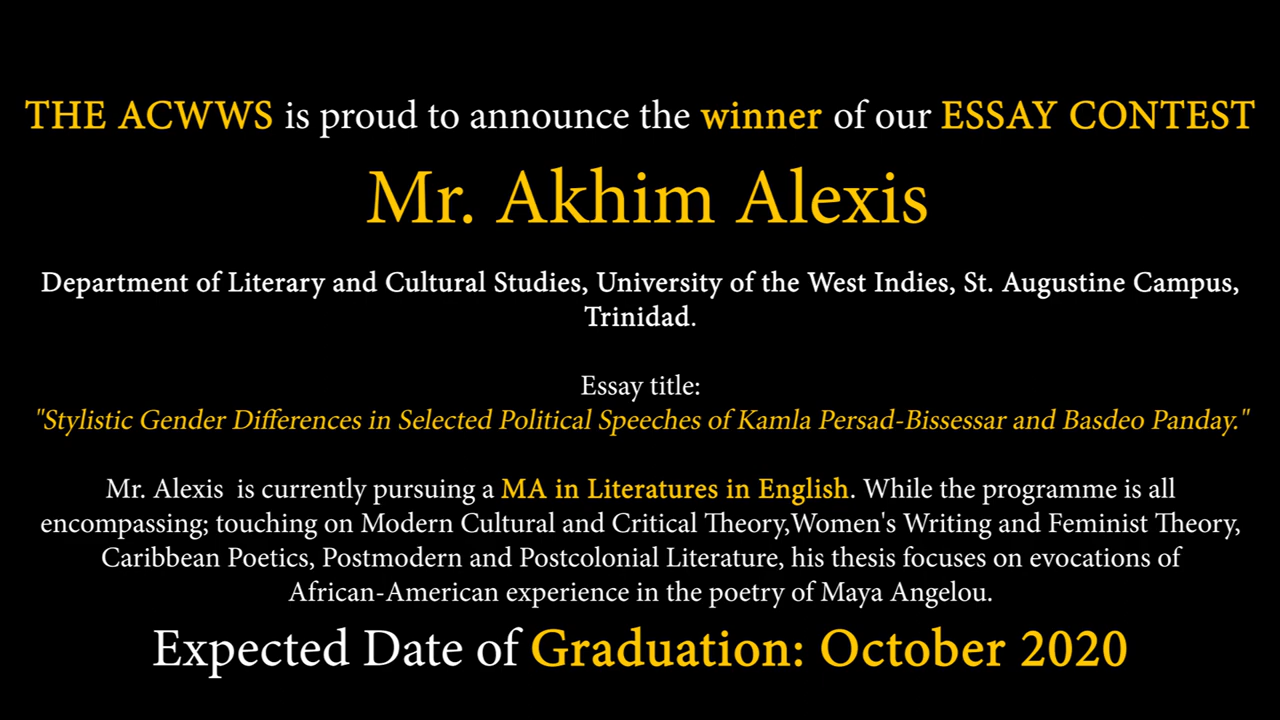 THE ACWWS is proud to announce the winner of our ESSAY CONTEST
Mr. Akhim Alexis
Department of Literary and Cultural Studies, University of the West Indies, St. Augustine Campus,
Trinidad.
Essay title:
"Stylistic Gender Differences in Selected Political Speeches of Kamla Persad-Bissessar and Basdeo Panday."
Mr. Alexis  is currently pursuing a MA in Literatures in English. While the programme is all
encompassing; touching on Modern Cultural and Critical Theory,Women's Writing and Feminist Theory,
Caribbean Poetics, Postmodern and Postcolonial Literature, his thesis focuses on evocations of
African-American experience in the poetry of Maya Angelou.
Expected Date of Graduation: October 2020